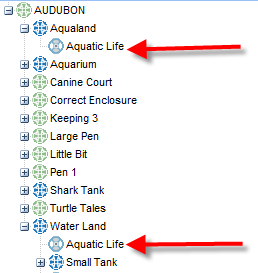 AUDUBON
Aqualand
Aquatic Life
Aquarium
Canine Court
Correct Enclosure
Keeping 3
Large Pen
Little Bit
Pen 1
Shark Tank
Turtle Tales
Water Land
Aquatic Life
Small Tank